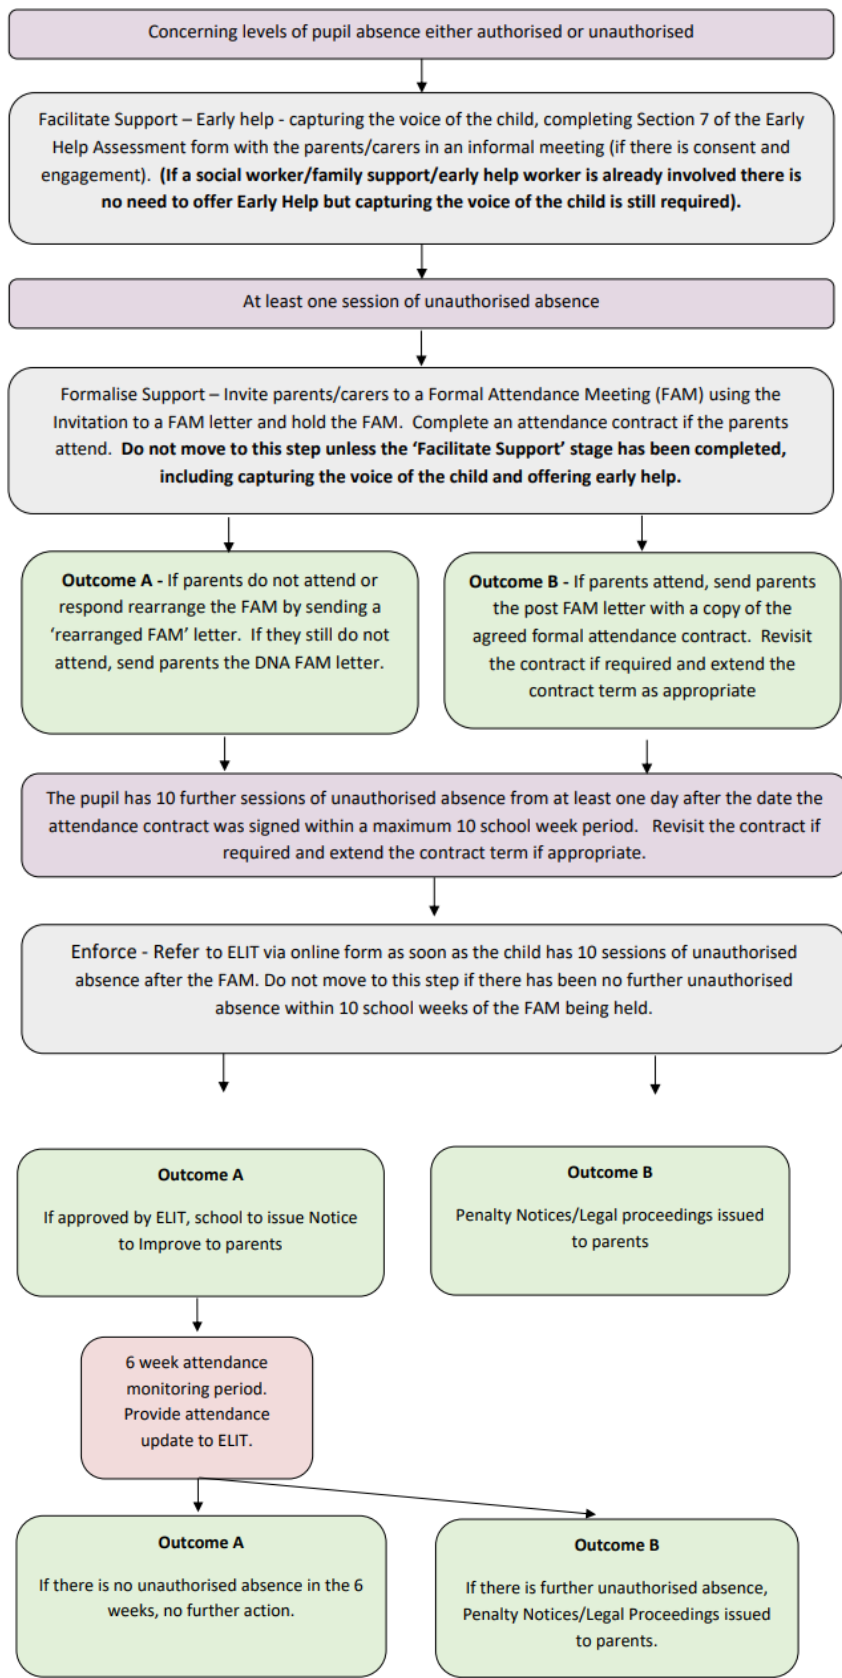 Concerning levels of pupil absence either authorised or unauthorised
Facilitate Support – Early help - capturing the voice of the child, completing Section 7 of the Early
Help Assessment form with the parents/carers in an informal meeting (if there is consent and
engagement). (If a social worker/family support/early help worker is already involved there is
no need to offer Early Help but capturing the voice of the child is still required).
At least one session of unauthorised absence
Formalise Support – Invite parents/carers to a Formal Attendance Meeting (FAM) using the
Invitation to a FAM letter and hold the FAM. Complete an attendance contract if the parents
attend. Do not move to this step unless the ‘Facilitate Support’ stage has been completed,
including capturing the voice of the child and offering early help.
Outcome A - If parents do not attend or
respond rearrange the FAM by sending a
‘rearranged FAM’ letter. If they still do not
attend, send parents the DNA FAM letter.
Outcome B - If parents attend, send parents
the post FAM letter with a copy of the
agreed formal attendance contract. Revisit
the contract if required and extend the
contract term as appropriate
The pupil has 10 further sessions of unauthorised absence from at least one day after the date the
attendance contract was signed within a maximum 10 school week period. Revisit the contract if
required and extend the contract term if appropriate.
Enforce - Refer to ELIT via online form as soon as the child has 10 sessions of unauthorised
absence after the FAM. Do not move to this step if there has been no further unauthorised
absence within 10 school weeks of the FAM being held.
Outcome A
If approved by ELIT, school to issue Notice
to Improve to parents
Outcome B
Penalty Notices/Legal proceedings issued
to parents
6 week attendance
monitoring period.
Provide attendance
update to ELIT.
Outcome A
If there is no unauthorised absence in the 6
weeks, no further action.
Outcome B
If there is further unauthorised absence,
Penalty Notices/Legal Proceedings issued
to parents.